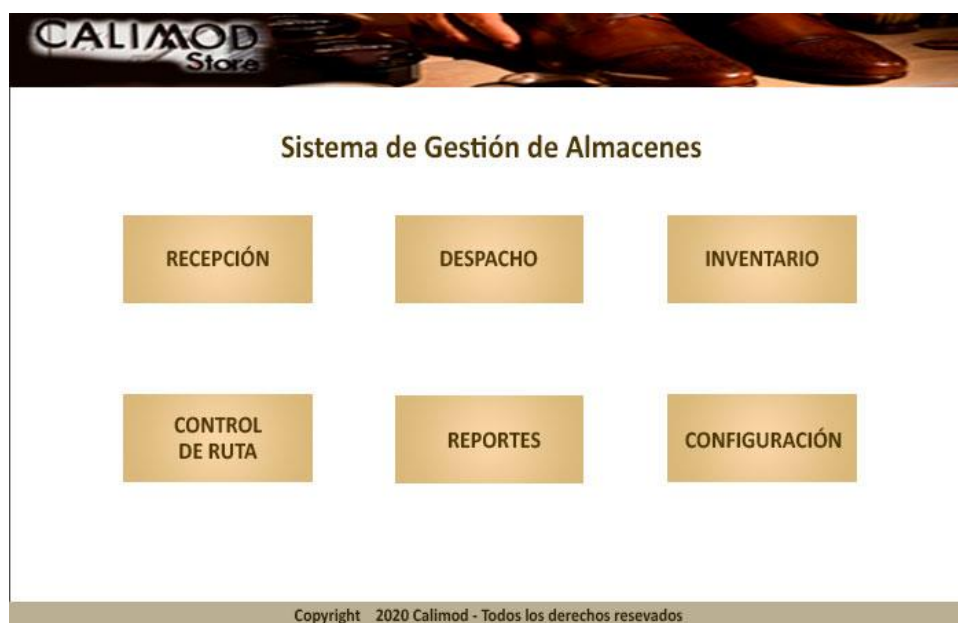 CALIMOD
Store
Sistema de Gestión de Almacenes
RECEPCIÓN
DESPACHO
INVENTARIO
CONTROL
DE RUTA
REPORTES
CONFIGURACIÓN
Copyright 2020 Calimod - Todos los derechos resevados